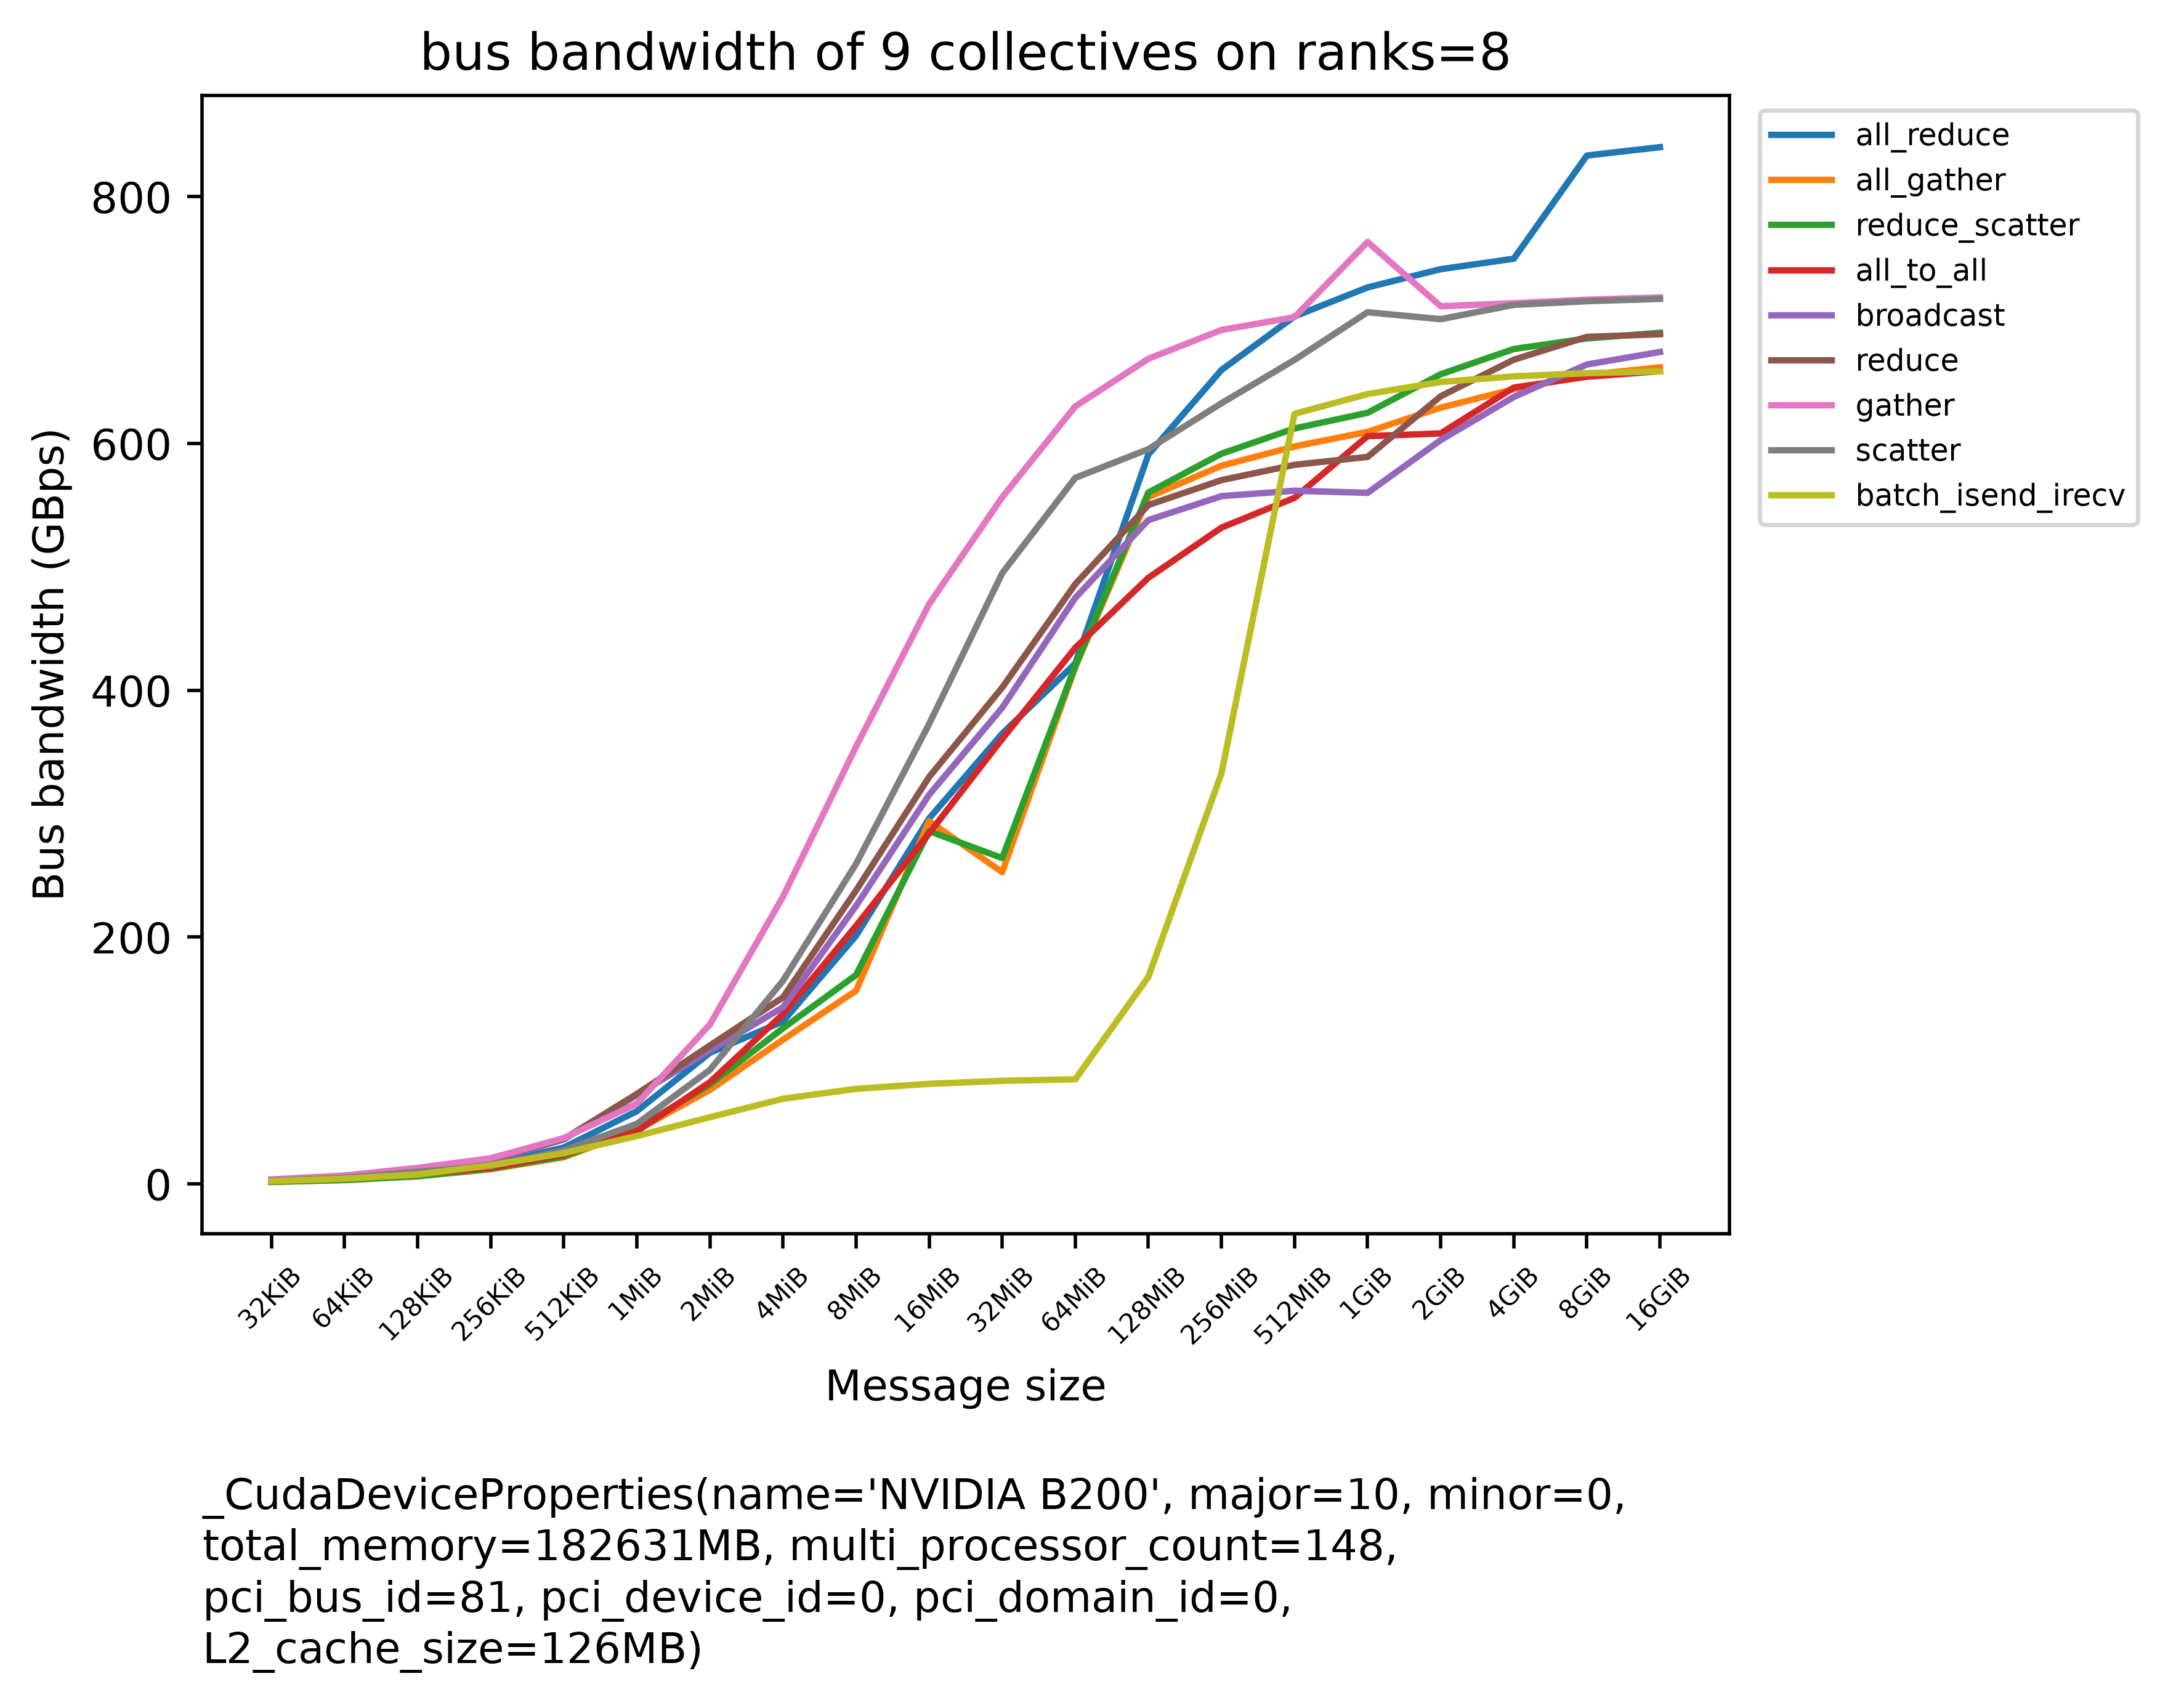 bus bandwidth of 9 collectives on ranks=8
Bus bandwidth (GBps)
800
600
400
200
0
32KiB
64KiB
128KiB
256KiB
512KiB
1MiB
2MiB
4MiB
8MiB
16MiB
32MiB
64MiB
128MiB
256MiB
512MiB
1GiB
2GiB
4GiB
8GiB
16GiB
Message size
all_reduce
all_gather
reduce_scatter
all_to_all
broadcast
reduce
gather
scatter
batch_isend_irecv
_CudaDeviceProperties(name='NVIDIA B200', major=10, minor=0,
total_memory=182631MB, multi_processor_count=148,
pci_bus_id=81, pci_device_id=0, pci_domain_id=0,
L2_cache_size=126MB)